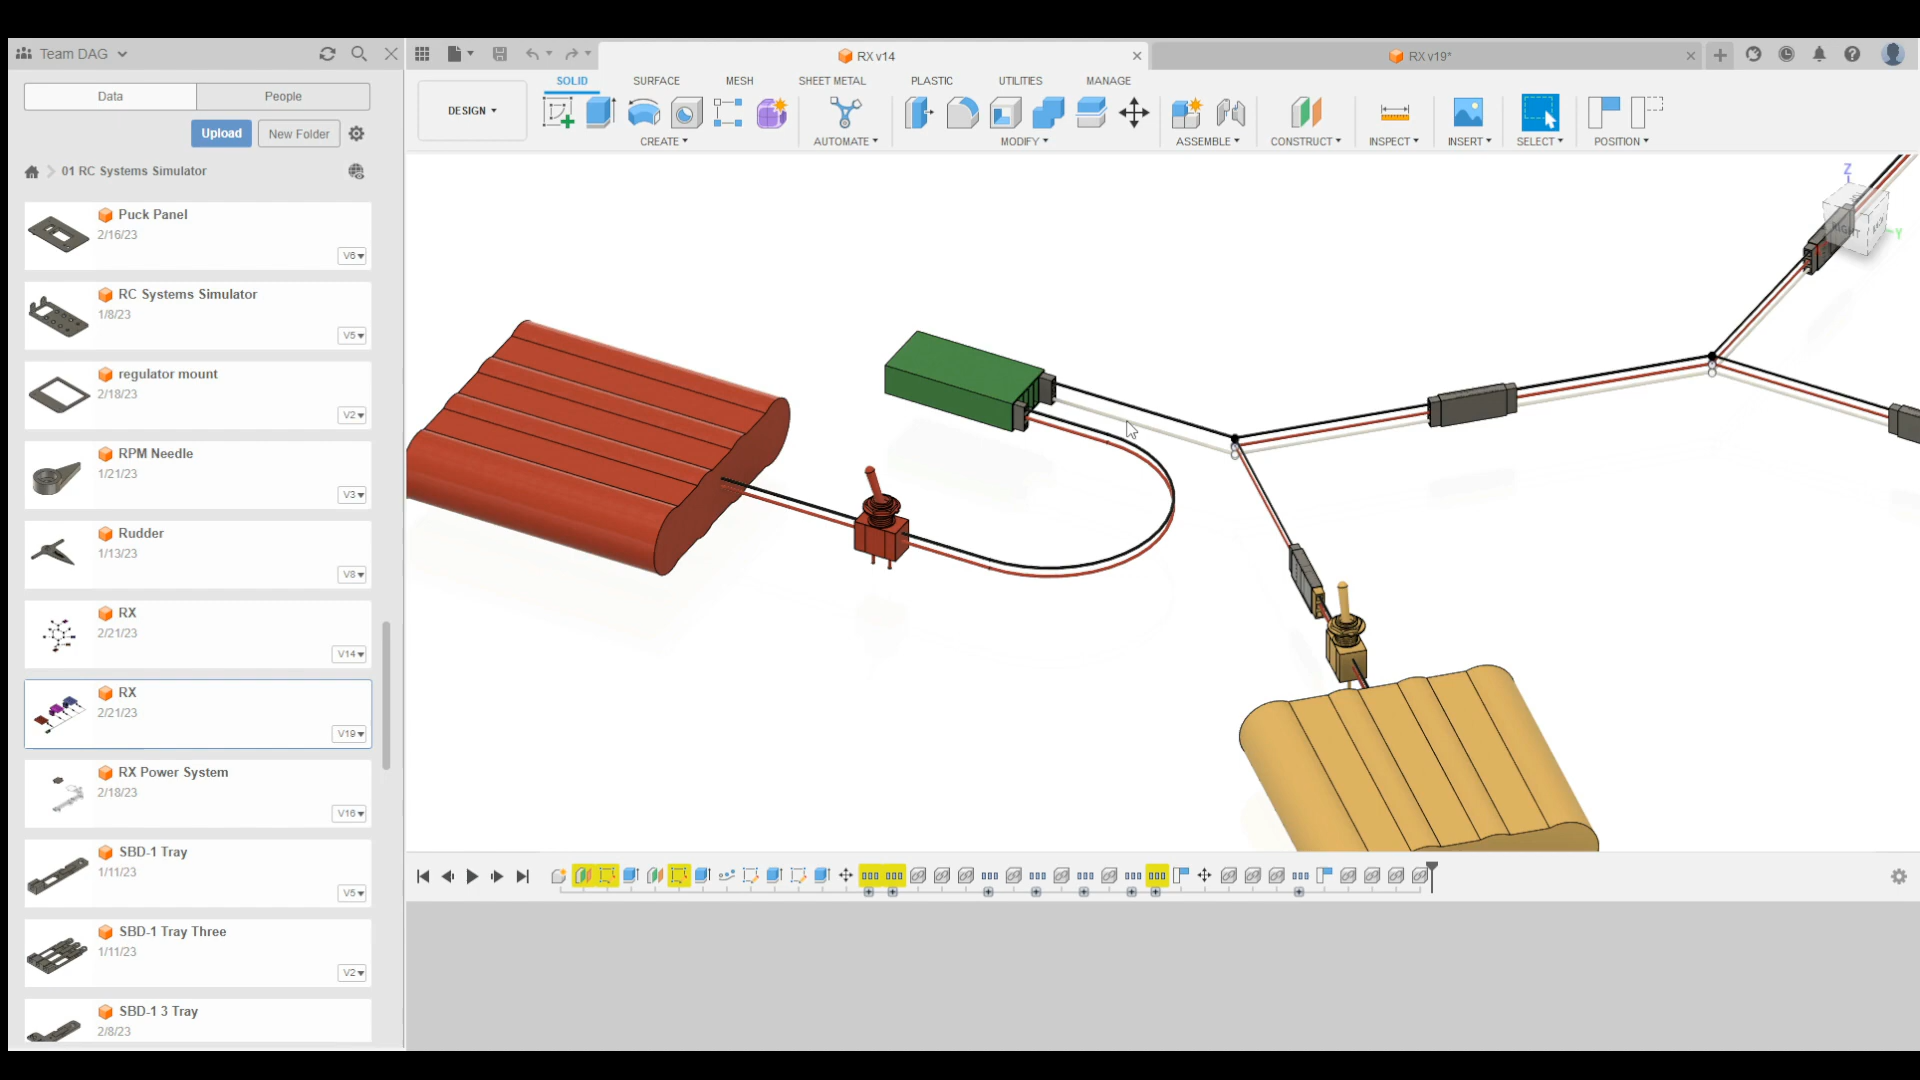 Team DAG
RX v14
RX v19*
Data
People
Upload
New Folder
01 RC Systems Simulator
DESIGN
SOLID
SURFACE
MESH
SHEET METAL
PLASTIC
UTILITIES
MANAGE
CREATE
AUTOMATE
MODIFY
ASSEMBLE
CONSTRUCT
INSPECT
INSERT
SELECT
POSITION
Puck Panel
2/16/23
V6
RC Systems Simulator
1/8/23
V5
regulator mount
2/18/23
V2
RPM Needle
1/21/23
V3
Rudder
1/13/23
V8
RX
2/21/23
V14
RX
2/21/23
V19
RX Power System
2/18/23
V16
SBD-1 Tray
1/11/23
V5
SBD-1 Tray Three
1/11/23
V2
SBD-1 3 Tray
2/8/23
Z
RIGHT
Y